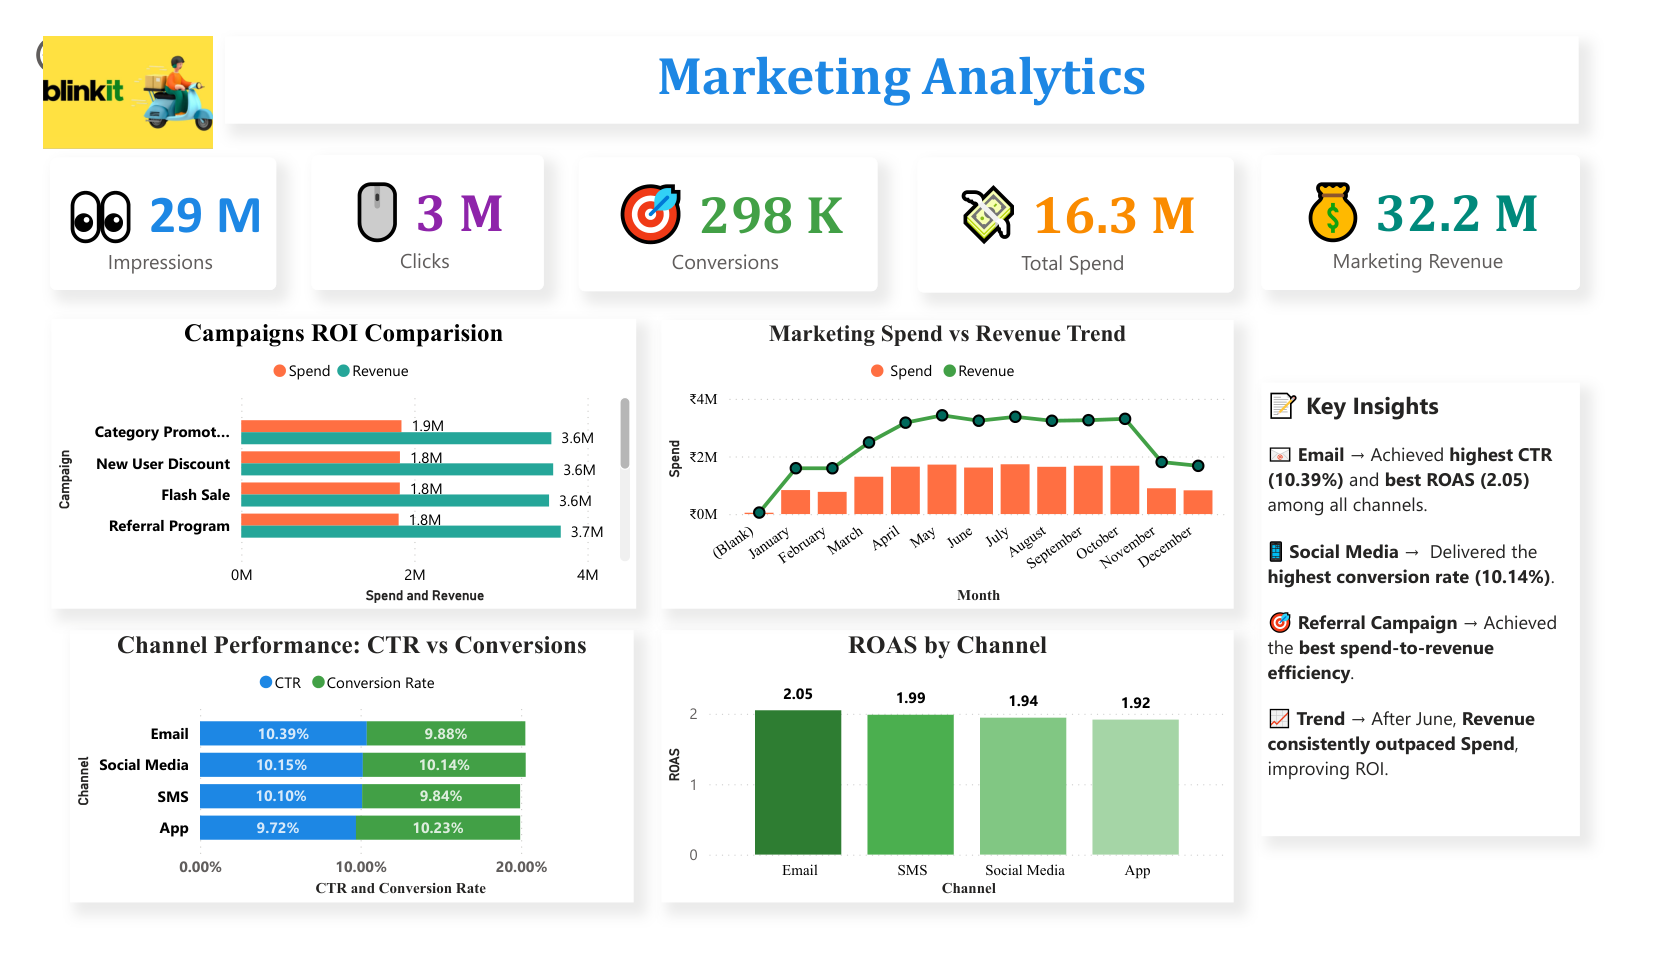 blinkit
Marketing Analytics
29 M
Impressions
3 M
Clicks
298 K
Conversions
16.3 M
Total Spend
$
32.2 M
Marketing Revenue
Campaigns ROI Comparision
Spend Revenue
Campaign
Category Promot...
1.9M
3.6M
New User Discount
1.8M
3.6M
Flash Sale
1.8M
3.6M
Referral Program
1.8M
3.7M
0M 2M 4M
Spend and Revenue
Marketing Spend vs Revenue Trend
Spend Revenue
Spend
₹4M
₹2M
₹0M
(Blank) January February March April May June July August September October November December
Month
Channel Performance: CTR vs Conversions
CTR Conversion Rate
Channel
Email 10.39% 9.88%
Social Media 10.15% 10.14%
SMS 10.10% 9.84%
App 9.72% 10.23%
0.00% 10.00% 20.00%
CTR and Conversion Rate
ROAS by Channel
ROAS
2
1
0
2.05 1.99 1.94 1.92
Email SMS Social Media App
Channel
Key Insights
Email → Achieved highest CTR
(10.39%) and best ROAS (2.05)
among all channels.
Social Media → Delivered the
highest conversion rate (10.14%).
Referral Campaign → Achieved
the best spend-to-revenue
efficiency.
Trend → After June, Revenue
consistently outpaced Spend,
improving ROI.